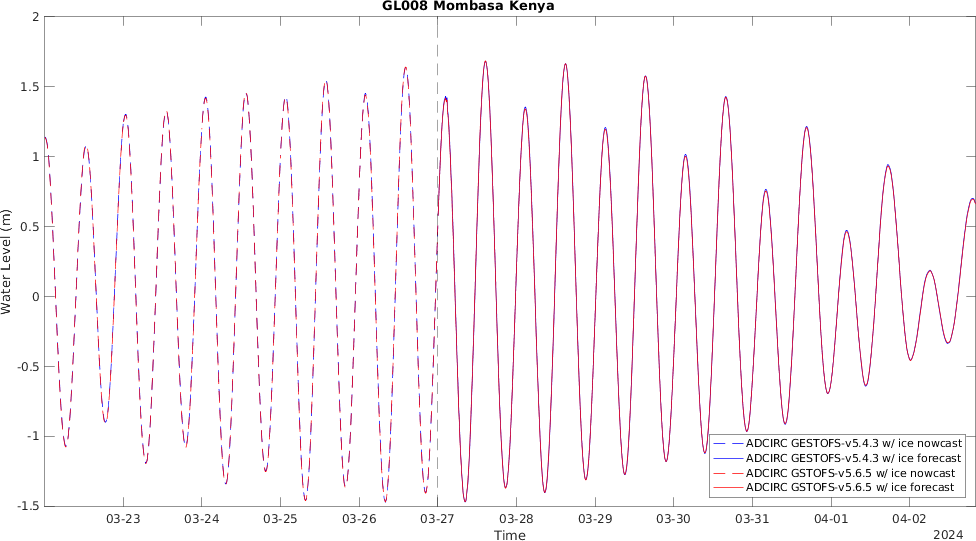 GL008 Mombasa Kenya
2
1.5
1
0.5
0
-0.5
-1
-1.5
Water Level (m)
ADCIRC GESTOFS-v5.4.3 w/ ice nowcast
ADCIRC GESTOFS-v5.4.3 w/ ice forecast
ADCIRC GSTOFS-v5.6.5 w/ ice nowcast
ADCIRC GSTOFS-v5.6.5 w/ ice forecast
03-23 03-24 03-25 03-26 03-27 03-28 03-29 03-30 03-31 04-01 04-02
Time
2024